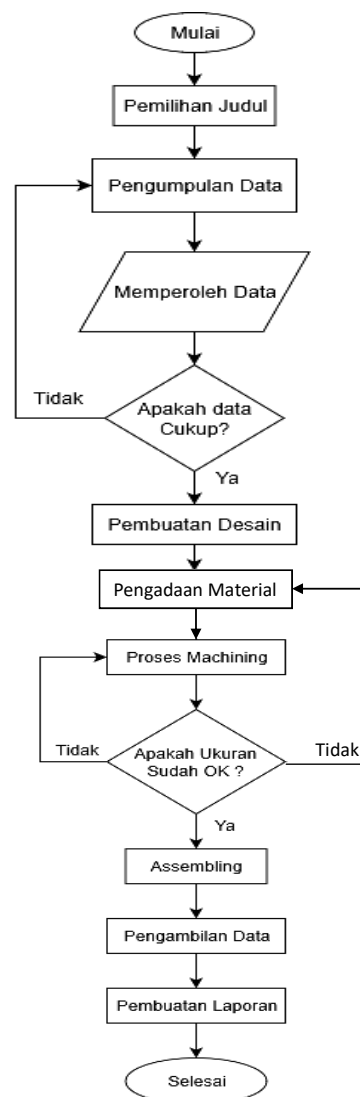 Mulai
Pemilihan Judul
Pengumpulan Data
Memperoleh Data
Tidak
Apakah data
Cukup?
Ya
Pembuatan Desain
Pengadaan Material
Proses Machining
Tidak
Apakah Ukuran
Sudah OK ?
Tidak
Ya
Assembling
Pengambilan Data
Pembuatan Laporan
Selesai